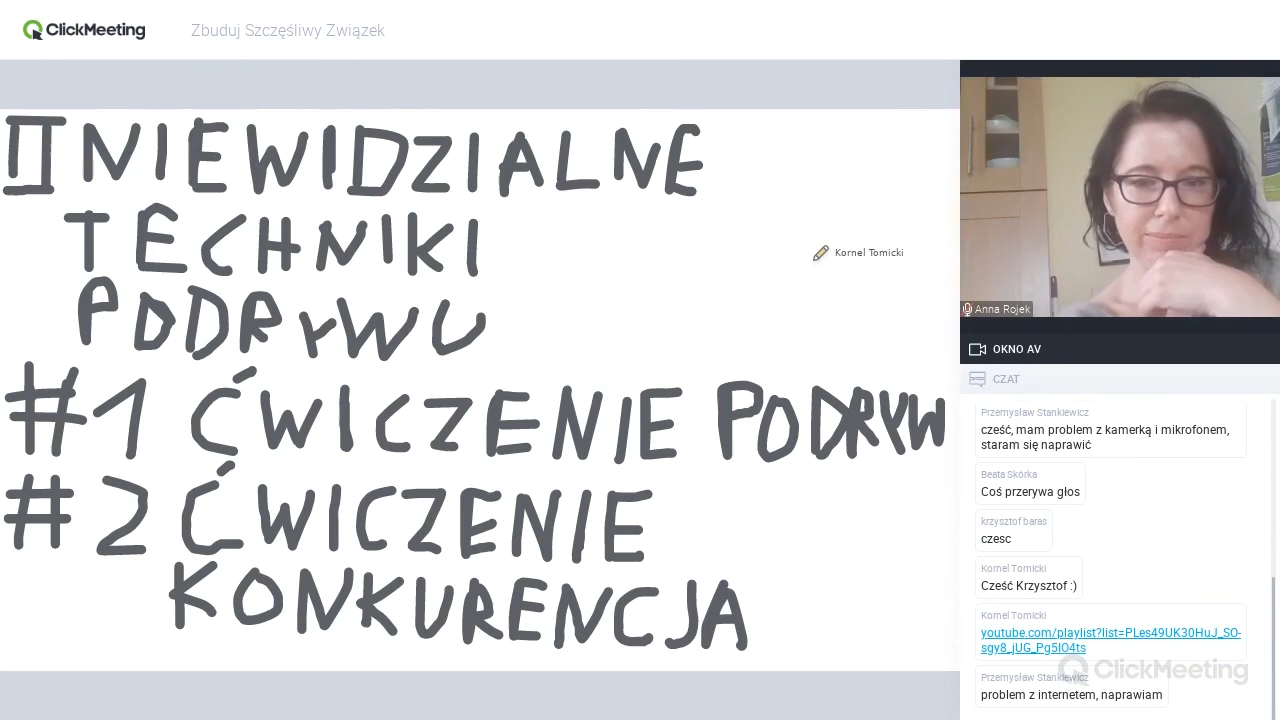 ClickMeeting
Zbuduj Szczęśliwy Związek
II NIEWIDZIALNE
TECHNIKI
PODRYWU
#1 ĆWICZENIE PODRYW
#2 ĆWICZENIE
KONKURENCJA
Kornel Tomicki
Anna Rojek
OKNO AV
CZAT
Przemysław Stankiewicz
cześć, mam problem z kamerką i mikrofonem,
staram się naprawić
Beata Skórka
Coś przerywa głos
krzysztof baras
czesc
Kornel Tomicki
Cześć Krzysztof :)
Kornel Tomicki
youtube.com/playlist?list=PLes49UK30HuJ_SO-
sgy8_jUG_Pg5IO4ts
ClickMeeting
Przemysław Stankiewicz
problem z internetem, naprawiam